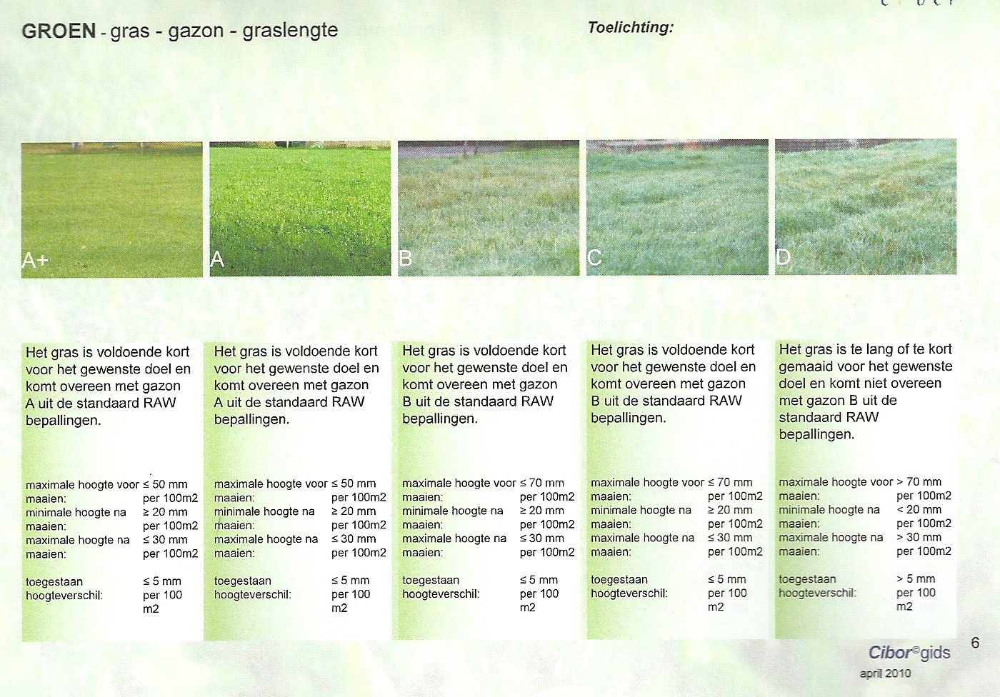 GROEN - gras - gazon - graslengte
Toelichting:
A+
A
B
C
D
Het gras is voldoende kort
voor het gewenste doel en
komt overeen met gazon
A uit de standaard RAW
bepallingen.
maximale hoogte voor ≤ 50 mm
maaien: per 100m2
minimale hoogte na ≥ 20 mm
maaien: per 100m2
maximale hoogte na ≤ 30 mm
maaien: per 100m2
toegestaan ≤ 5 mm
hoogteverschil: per 100
m2
Het gras is voldoende kort
voor het gewenste doel en
komt overeen met gazon
A uit de standaard RAW
bepallingen.
maximale hoogte voor ≤ 50 mm
maaien: per 100m2
minimale hoogte na ≥ 20 mm
maaien: per 100m2
maximale hoogte na ≤ 30 mm
maaien: per 100m2
toegestaan ≤ 5 mm
hoogteverschil: per 100
m2
Het gras is voldoende kort
voor het gewenste doel en
komt overeen met gazon
B uit de standaard RAW
bepallingen.
maximale hoogte voor ≤ 70 mm
maaien: per 100m2
minimale hoogte na ≥ 20 mm
maaien: per 100m2
maximale hoogte na ≤ 30 mm
maaien: per 100m2
toegestaan ≤ 5 mm
hoogteverschil: per 100
m2
Het gras is voldoende kort
voor het gewenste doel en
komt overeen met gazon
B uit de standaard RAW
bepallingen.
maximale hoogte voor ≤ 70 mm
maaien: per 100m2
minimale hoogte na ≥ 20 mm
maaien: per 100m2
maximale hoogte na ≤ 30 mm
maaien: per 100m2
toegestaan ≤ 5 mm
hoogteverschil: per 100
m2
Het gras is te lang of te kort
gemaaid voor het gewenste
doel en komt niet overeen
met gazon B uit de
standaard RAW
bepallingen.
maximale hoogte voor > 70 mm
maaien: per 100m2
minimale hoogte na < 20 mm
maaien: per 100m2
maximale hoogte na > 30 mm
maaien: per 100m2
toegestaan > 5 mm
hoogteverschil: per 100
m2
6
Cibor©gids
april 2010